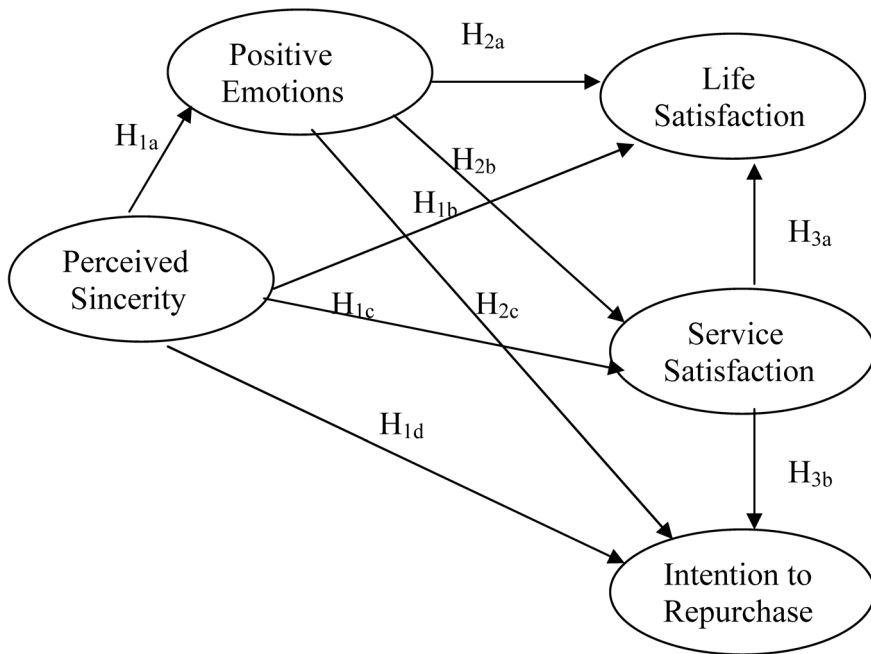 Positive
Emotions
H2a
Life
Satisfaction
H1a
H2b
H1b
Perceived
Sincerity
H3a
H1c
H2c
Service
Satisfaction
H1d
H3b
Intention to
Repurchase